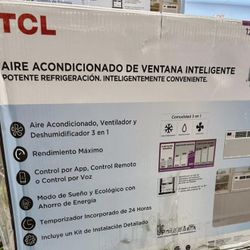 TCL
AIRE ACONDICIONADO DE VENTANA INTELIGENTE
POTENTE REFRIGERACIÓN. INTELIGENTEMENTE CONVENIENTE.
Aire Acondicionado, Ventilador y
Deshumidificador 3 en 1
Rendimiento Máximo
Control por App, Control Remoto
o Control por Voz
Modo de Sueño y Ecológico con
Ahorro de Energía
Temporizador Incorporado de 24 Horas
Incluye un Kit de Instalación Detallado
Comodidad 3 en 1